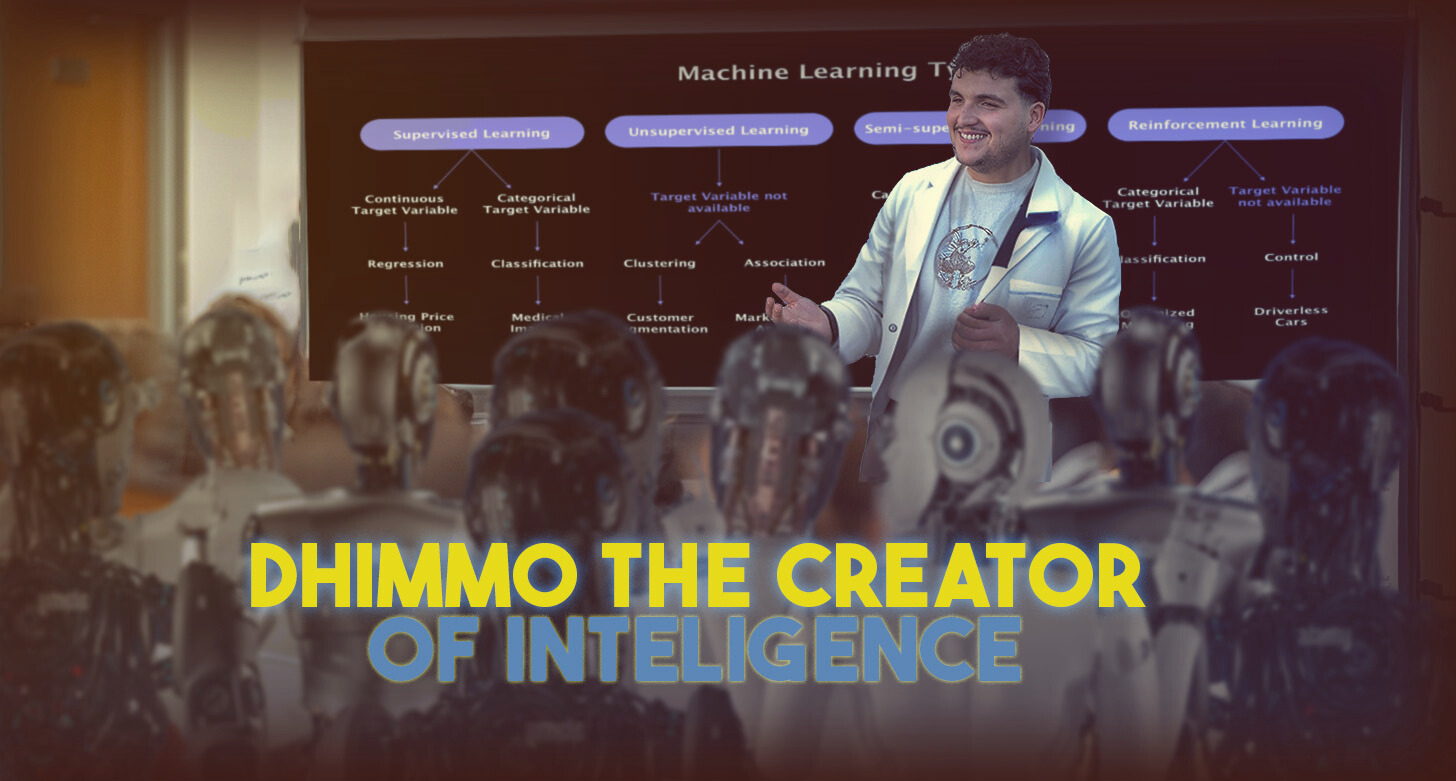 Machine Learning
Supervised Learning
Unsupervised Learning
Reinforcement Learning
Continuous
Target Variable
Categorical
Target Variable
Target Variable not
available
Categorical
Target Variable
Target Variable
not available
Regression
Classification
Clustering
Association
Control
Customer
Driverless
Cars
DHIMMO THE CREATOR
OF INTELIGENCE